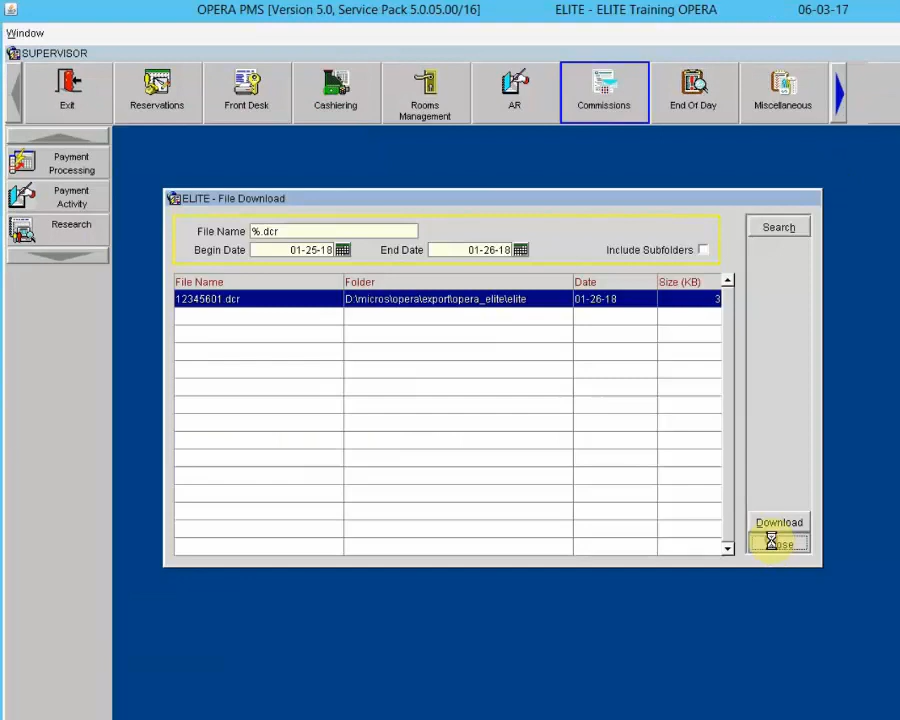 OPERA PMS [Version 5.0, Service Pack 5.0.05.00/16] ELITE - ELITE Training OPERA 06-03-17
Window
SUPERVISOR
Exit Reservations Front Desk Cashiering Rooms Management AR Commissions End Of Day Miscellaneous
Payment Processing
Payment Activity
Research
ELITE - File Download
File Name %.dcr Search
Begin Date 01-25-18 End Date 01-26-18 Include Subfolders
File Name Folder Date Size (KB)
12345601.dcr D:\micros\opera\export\opera_elite\elite 01-26-18 3
Download
Close